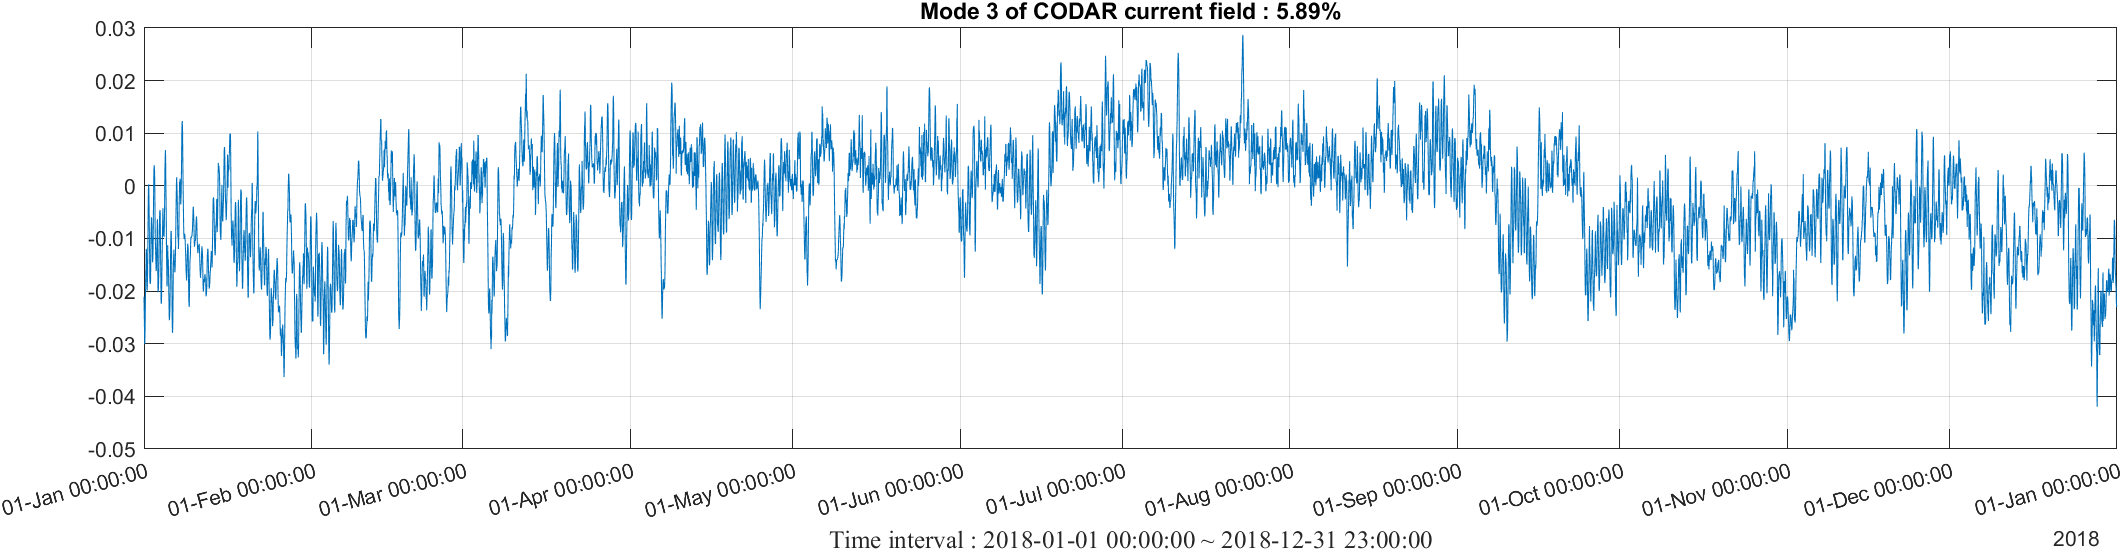 Mode 3 of CODAR current field : 5.89%
0.03
0.02
0.01
0
-0.01
-0.02
-0.03
-0.04
-0.05
01-Jan 00:00:00
01-Feb 00:00:00
01-Mar 00:00:00
01-Apr 00:00:00
01-May 00:00:00
01-Jun 00:00:00
01-Jul 00:00:00
01-Aug 00:00:00
01-Sep 00:00:00
01-Oct 00:00:00
01-Nov 00:00:00
01-Dec 00:00:00
01-Jan 00:00:00
2018
Time interval : 2018-01-01 00:00:00 ~ 2018-12-31 23:00:00